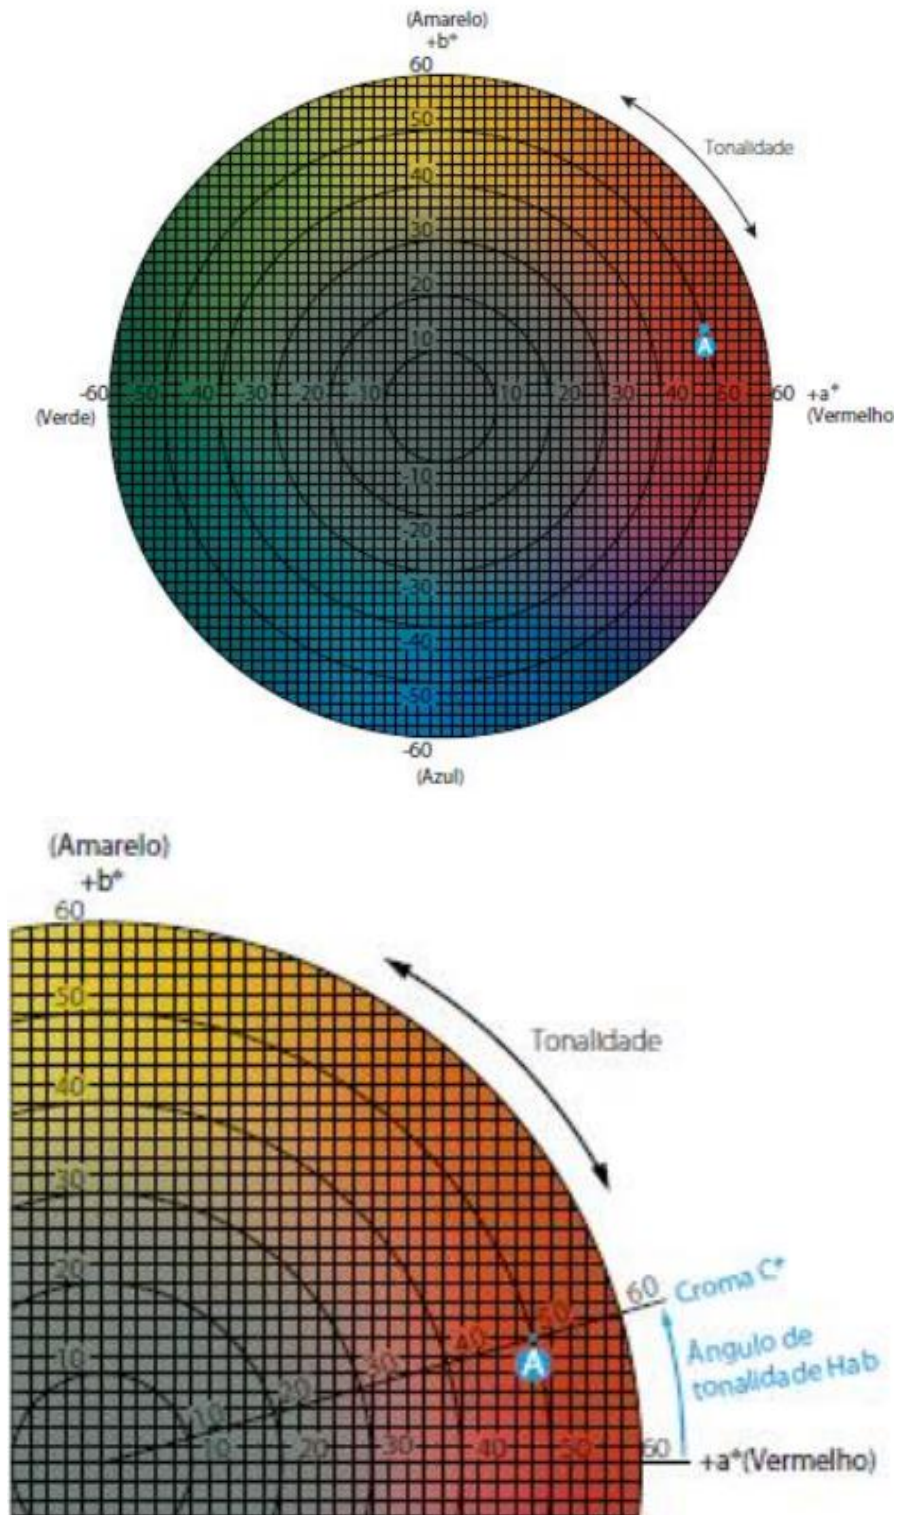 (Amarelo)
+b*
60
50
Tonalidade
40
30
20
A
10
-60 -50 -40 -30 -20 -10 10 20 30 40 50 60 +a*
(Verde) (Vermelho
-10
-20
-30
-40
-50
-60
(Azul)
(Amarelo)
+b*
60
50
Tonalidade
40
30
20
60 Croma C*
50
40
A
30
Ângulo de
tonalidade Hab
10
20
10
10 20 30 40 50 60 +a*(Vermelho)